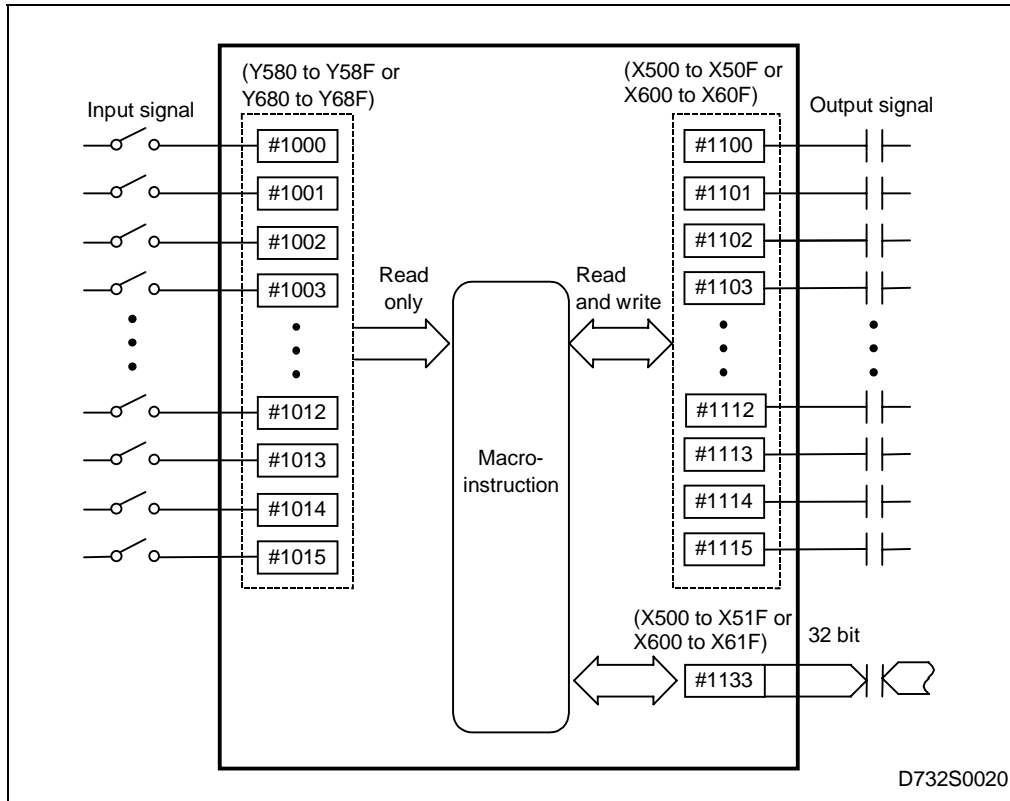 (Y580 to Y58F or
Y680 to Y68F)
(X500 to X50F or
X600 to X60F)
Input signal
Output signal
#1000
#1001
#1002
#1003
#1012
#1013
#1014
#1015
Read
only
Macro-
instruction
Read
and write
#1100
#1101
#1102
#1103
#1112
#1113
#1114
#1115
(X500 to X51F or
X600 to X61F)
32 bit
#1133
D732S0020